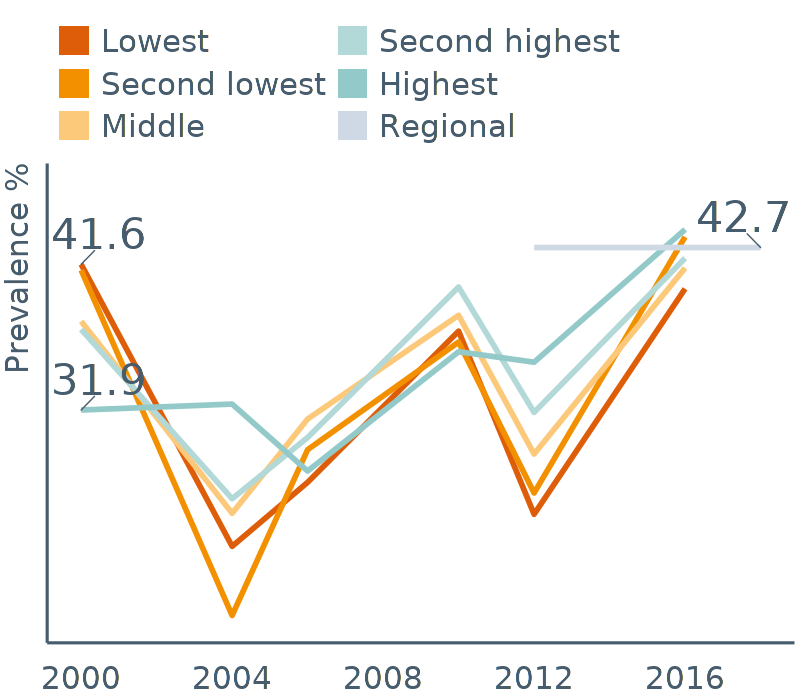 Lowest
Second highest
Second lowest
Highest
Middle
Regional
Prevalence %
41.6
42.7
31.9
2000
2004
2008
2012
2016